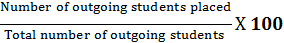 Number of outgoing students placed
Total number of outgoing students
X 100